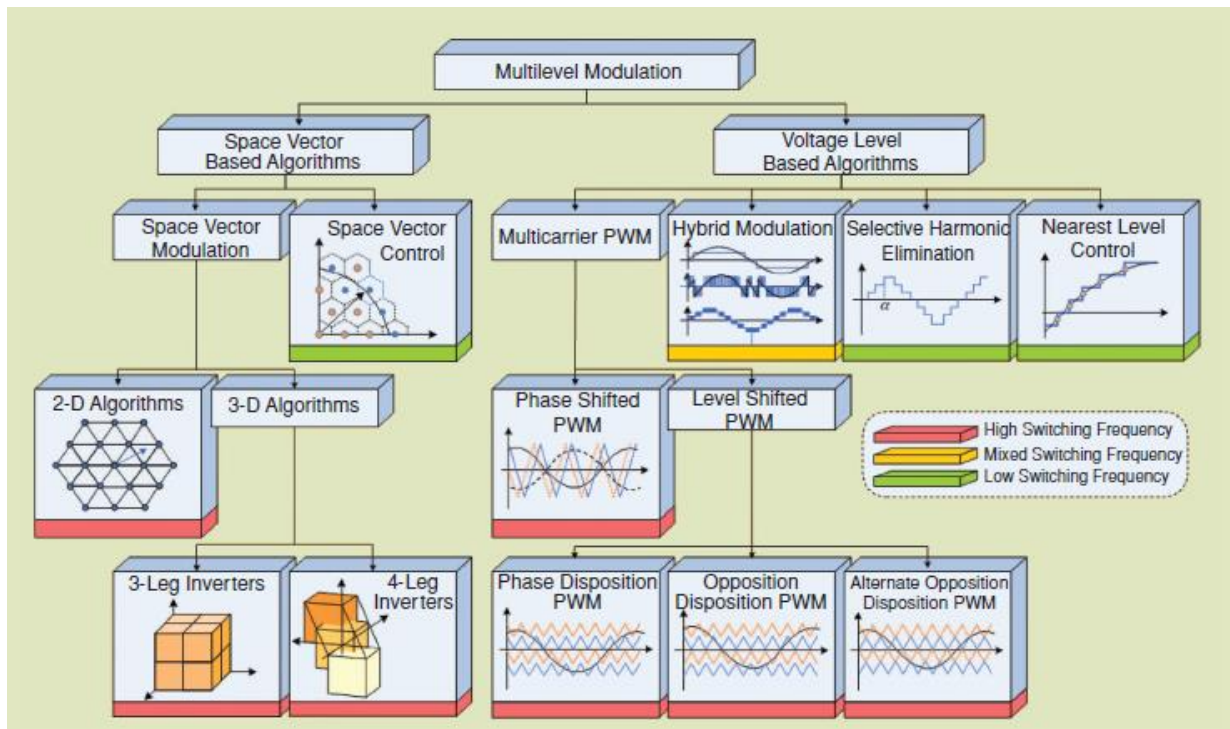 Multilevel Modulation
Space Vector
Based Algorithms
Voltage Level
Based Algorithms
Space Vector
Modulation
Space Vector
Control
Multicarrier PWM
Hybrid Modulation
Selective Harmonic
Elimination
α
Nearest Level
Control
2-D Algorithms
3-D Algorithms
Phase Shifted
PWM
Level Shifted
PWM
High Switching Frequency
Mixed Switching Frequency
Low Switching Frequency
3-Leg Inverters
4-Leg
Inverters
Phase Disposition
PWM
Opposition
Disposition PWM
Alternate Opposition
Disposition PWM